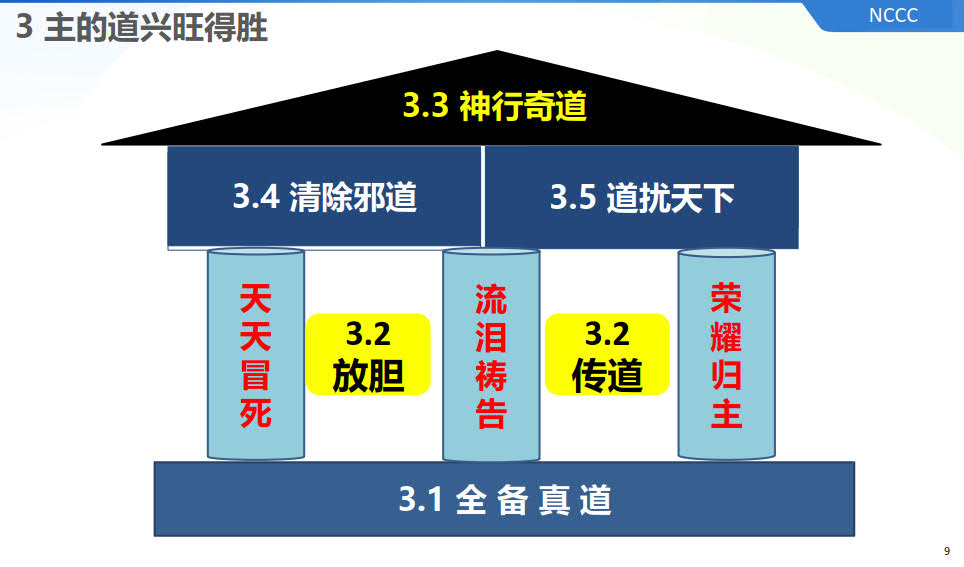 3 主的道兴旺得胜
NCCC
3.3 神行奇道
3.4 清除邪道
3.5 道扰天下
天天冒死
3.2
放胆
流泪祷告
3.2
传道
荣耀归主
3.1 全 备 真 道
9